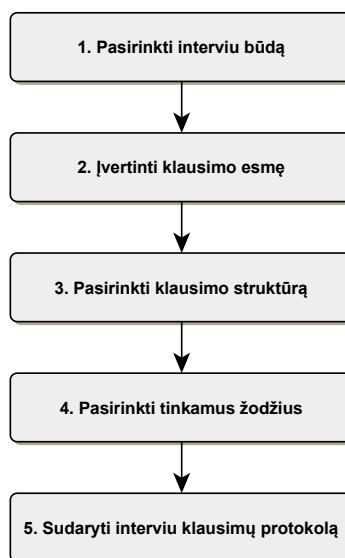 1. Pasirinkti interviu būdą
2. Įvertinti klausimo esmę
3. Pasirinkti klausimo struktūrą
4. Pasirinkti tinkamus žodžius
5. Sudaryti interviu klausimų protokolą